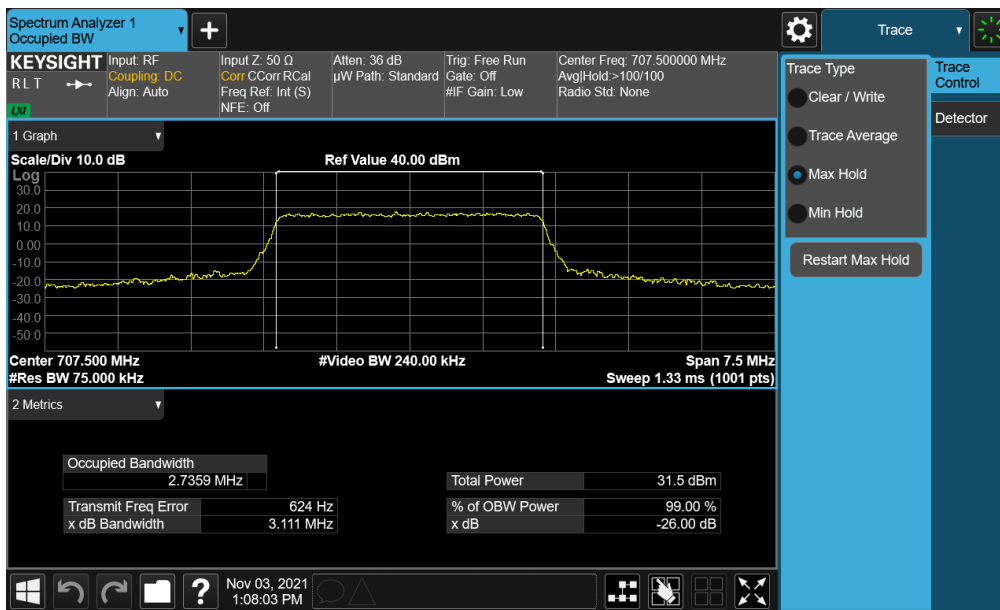 Spectrum Analyzer 1
Occupied BW
Trace
KEYSIGHT
R L T
LXI
Input: RF
Coupling: DC
Align: Auto
Input Z: 50 Ω
Corr CCorr RCal
Freq Ref: Int (S)
NFE: Off
Atten: 36 dB
µW Path: Standard
Trig: Free Run
Gate: Off
#IF Gain: Low
Center Freq: 707.500000 MHz
Avg|Hold:>100/100
Radio Std: None
Trace Type
Clear / Write
Trace Average
Max Hold
Min Hold
Restart Max Hold
Trace
Control
Detector
1 Graph
Scale/Div 10.0 dB
Ref Value 40.00 dBm
Log
30.0
20.0
10.0
0.00
-10.0
-20.0
-30.0
-40.0
-50.0
Center 707.500 MHz
#Video BW 240.00 kHz
Span 7.5 MHz
#Res BW 75.000 kHz
Sweep 1.33 ms (1001 pts)
2 Metrics
Occupied Bandwidth
2.7359 MHz
Total Power 31.5 dBm
Transmit Freq Error 624 Hz
% of OBW Power 99.00 %
x dB Bandwidth 3.111 MHz
x dB -26.00 dB
?
Nov 03, 2021
1:08:03 PM